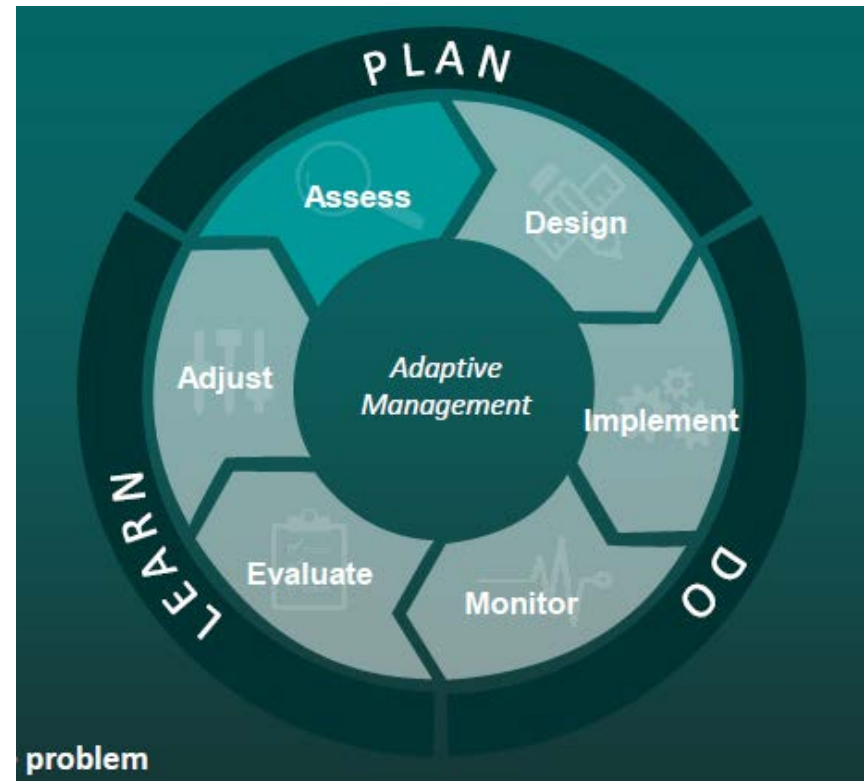 PLAN
Assess
Design
Adjust
Adaptive
Management
Implement
Evaluate
Monitor
LEARN
DO
problem